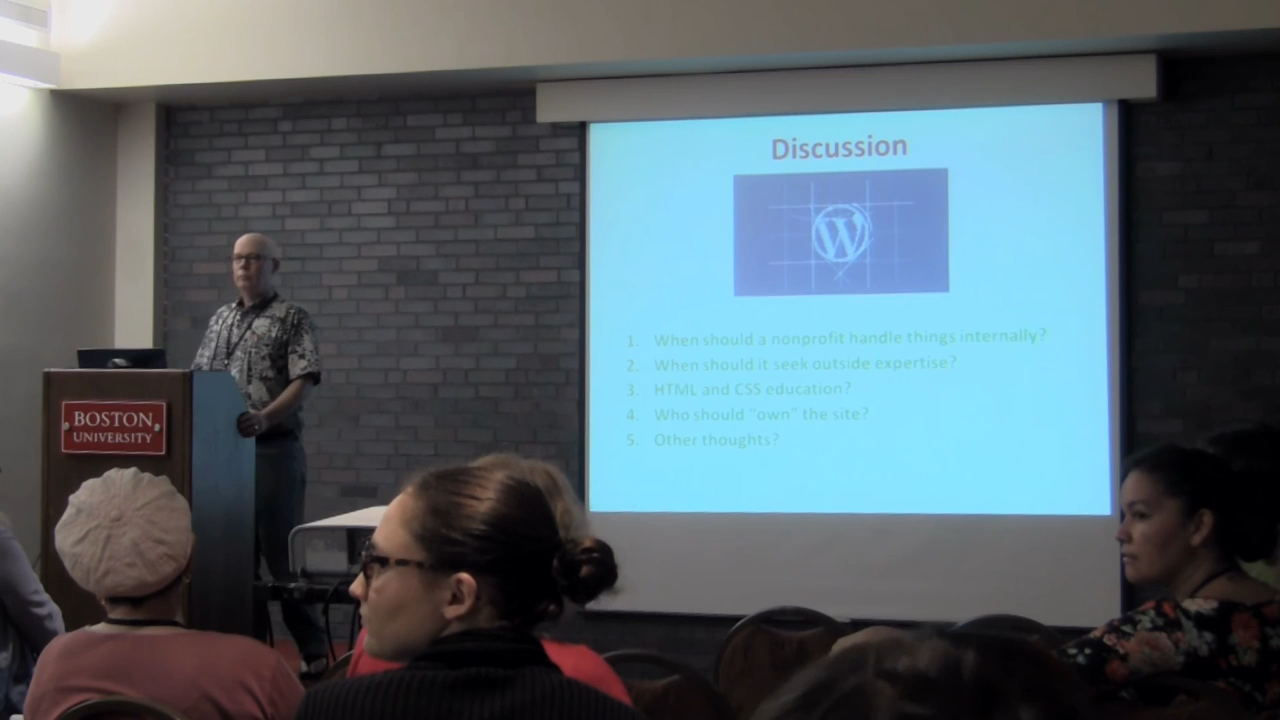 Discussion
W
1. When should a nonprofit handle things internally?
2. When should it seek outside expertise?
3. HTML and CSS education?
4. Who should "own" the site?
5. Other thoughts?
BOSTON
UNIVERSITY